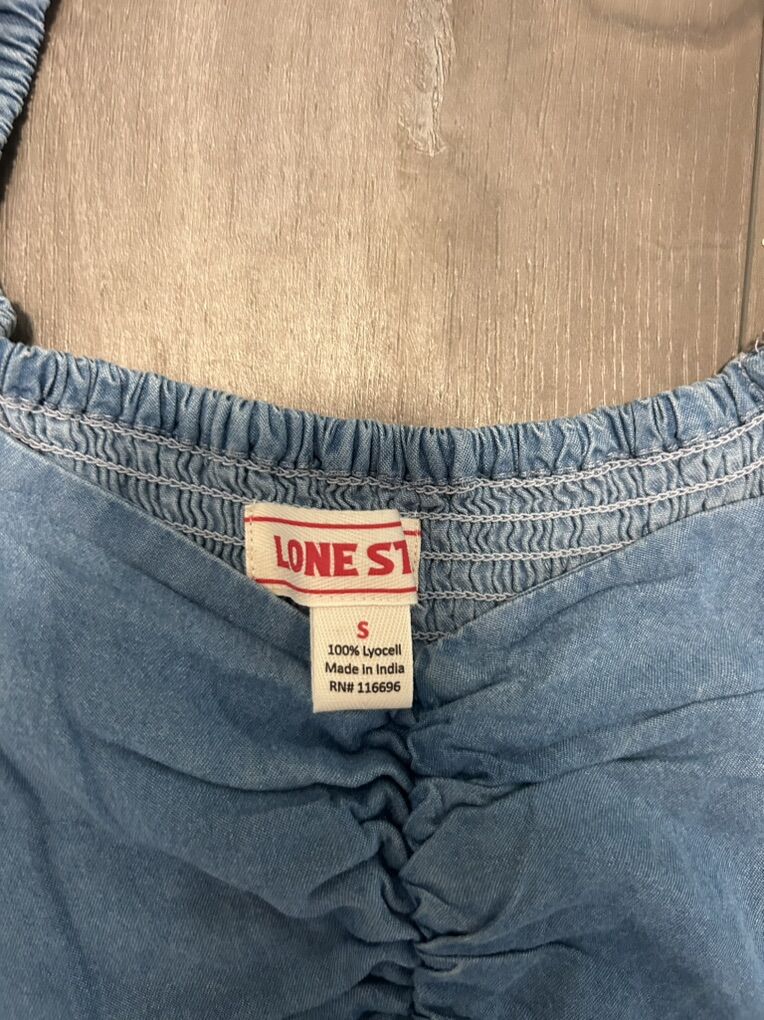 LONE ST
S
100% Lyocell
Made in India
RN# 116696